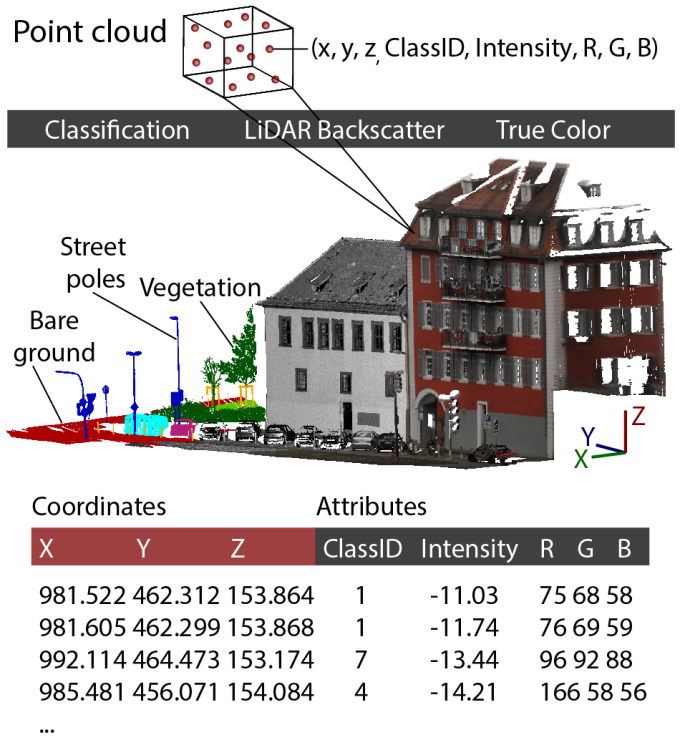 Point cloud
(x, y, z, ClassID, Intensity, R, G, B)
Classification LiDAR Backscatter True Color
Street
poles
Vegetation
Bare
ground
Z
Y
X
Coordinates Attributes
X Y Z ClassID Intensity R G B
981.522 462.312 153.864 1 -11.03 75 68 58
981.605 462.299 153.868 1 -11.74 76 69 59
992.114 464.473 153.174 7 -13.44 96 92 88
985.481 456.071 154.084 4 -14.21 166 58 56
...